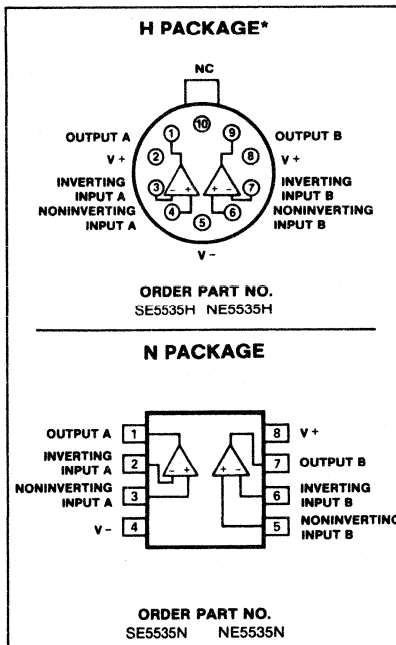 H PACKAGE*
NC
10
OUTPUT A 1 9 OUTPUT B
V+ 2 8 V+
INVERTING INPUT A 3 - + + - 7 INVERTING INPUT B
NONINVERTING INPUT A 4 6 NONINVERTING INPUT B
5
V-
ORDER PART NO.
SE5535H NE5535H
N PACKAGE
OUTPUT A 1 8 V+
INVERTING INPUT A 2 7 OUTPUT B
- + + -
NONINVERTING INPUT A 3 6 INVERTING INPUT B
V- 4 5 NONINVERTING INPUT B
ORDER PART NO.
SE5535N NE5535N